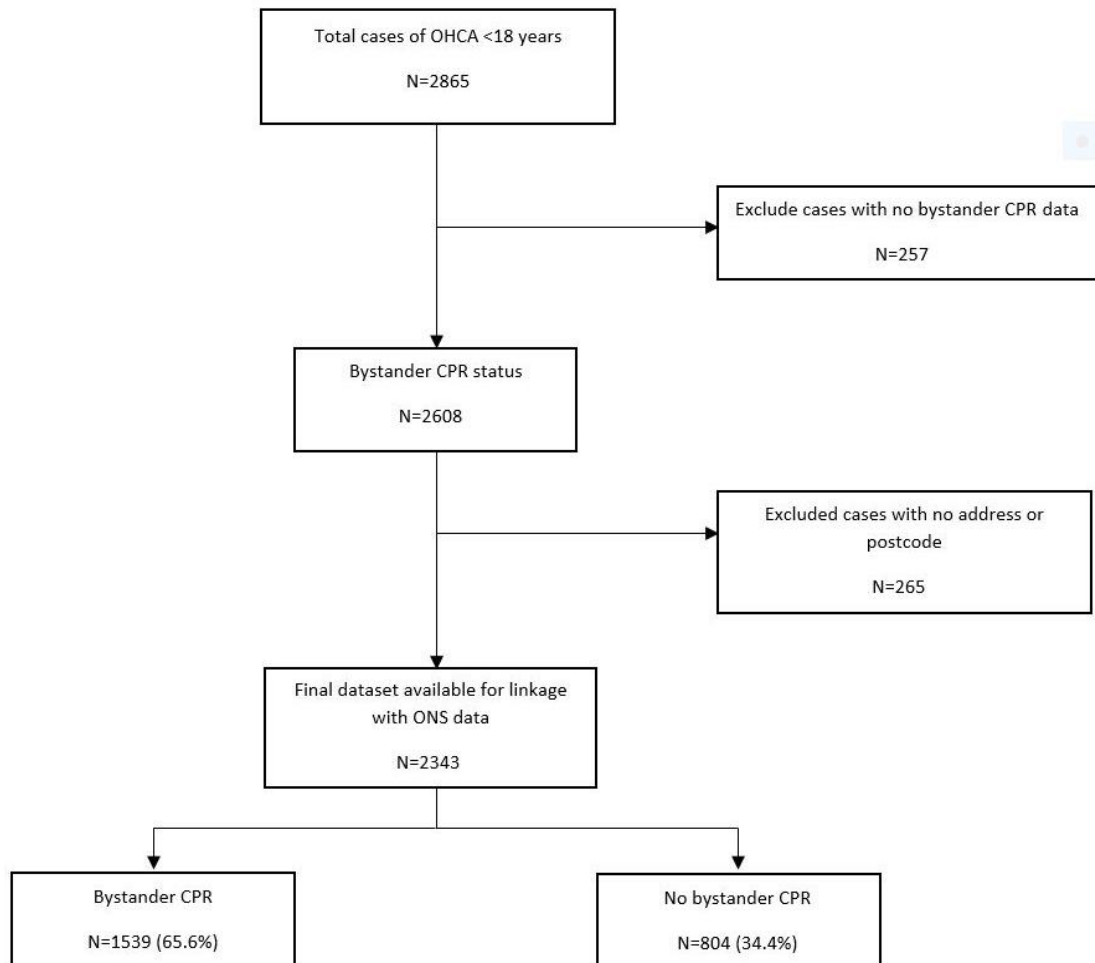 Total cases of OHCA <18 years
N=2865
Exclude cases with no bystander CPR data
N=257
Bystander CPR status
N=2608
Excluded cases with no address or
postcode
N=265
Final dataset available for linkage
with ONS data
N=2343
Bystander CPR
N=1539 (65.6%)
No bystander CPR
N=804 (34.4%)